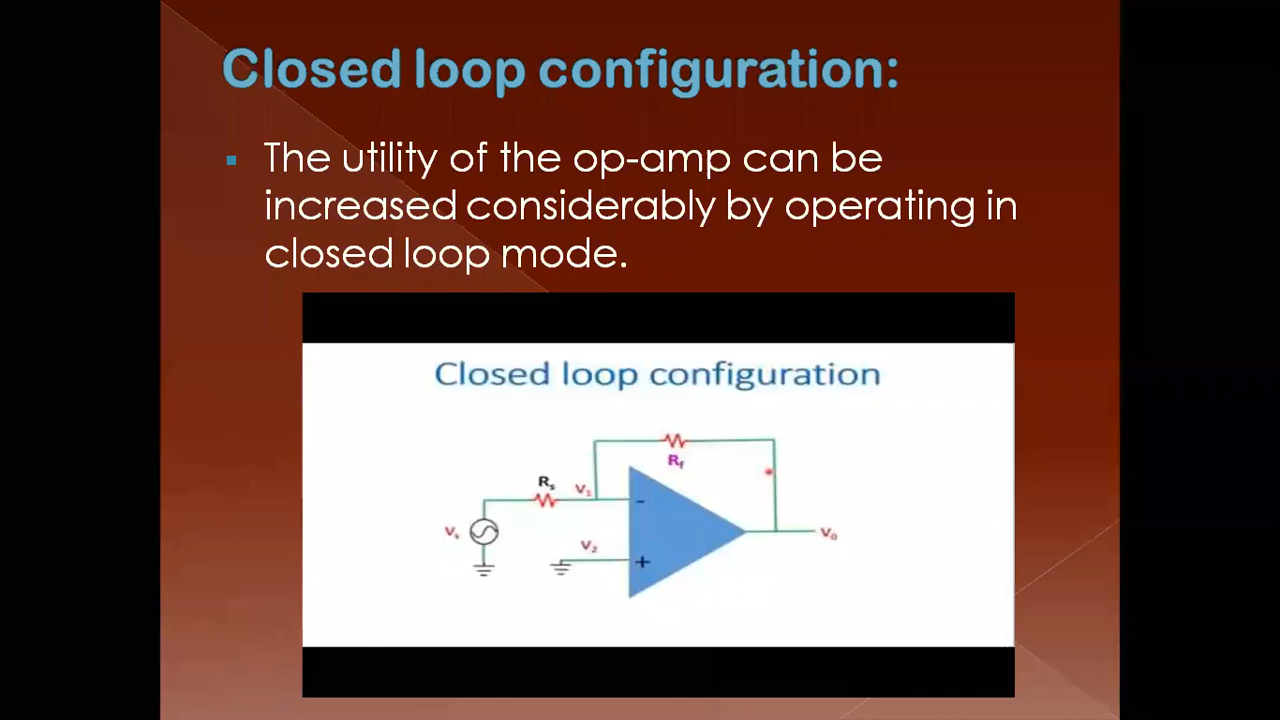 Closed loop configuration:
The utility of the op-amp can be
increased considerably by operating in
closed loop mode.
Closed loop configuration
Rf
Rs
V1
-
Vs
V2
+
V0